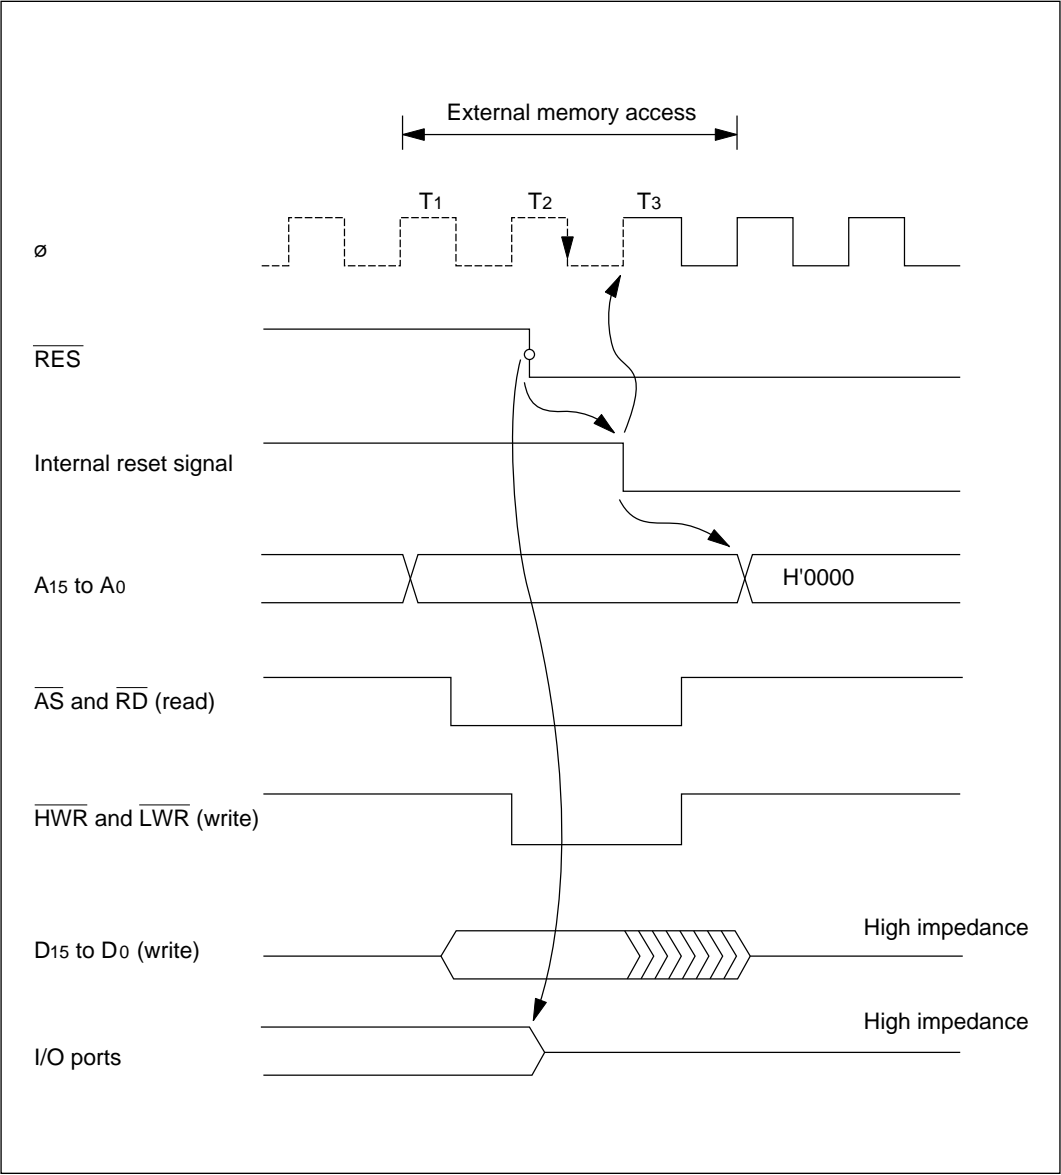 External memory access
T1 T2 T3
ø
RES
Internal reset signal
A15 to A0 H'0000
AS and RD (read)
HWR and LWR (write)
High impedance
D15 to D0 (write)
High impedance
I/O ports